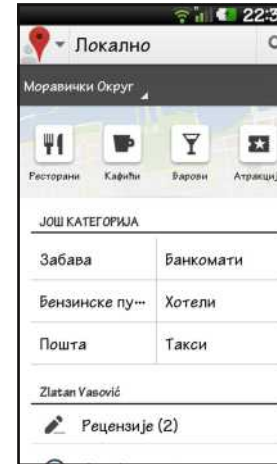 22:3
Локално
Моравички Округ
Ресторани Кафићи Барови Атракциј
ЈОШ КАТЕГОРИЈА
Забава Банкомати
Бензинске пу... Хотели
Пошта Такси
Zlatan Vasović
Рецензије (2)